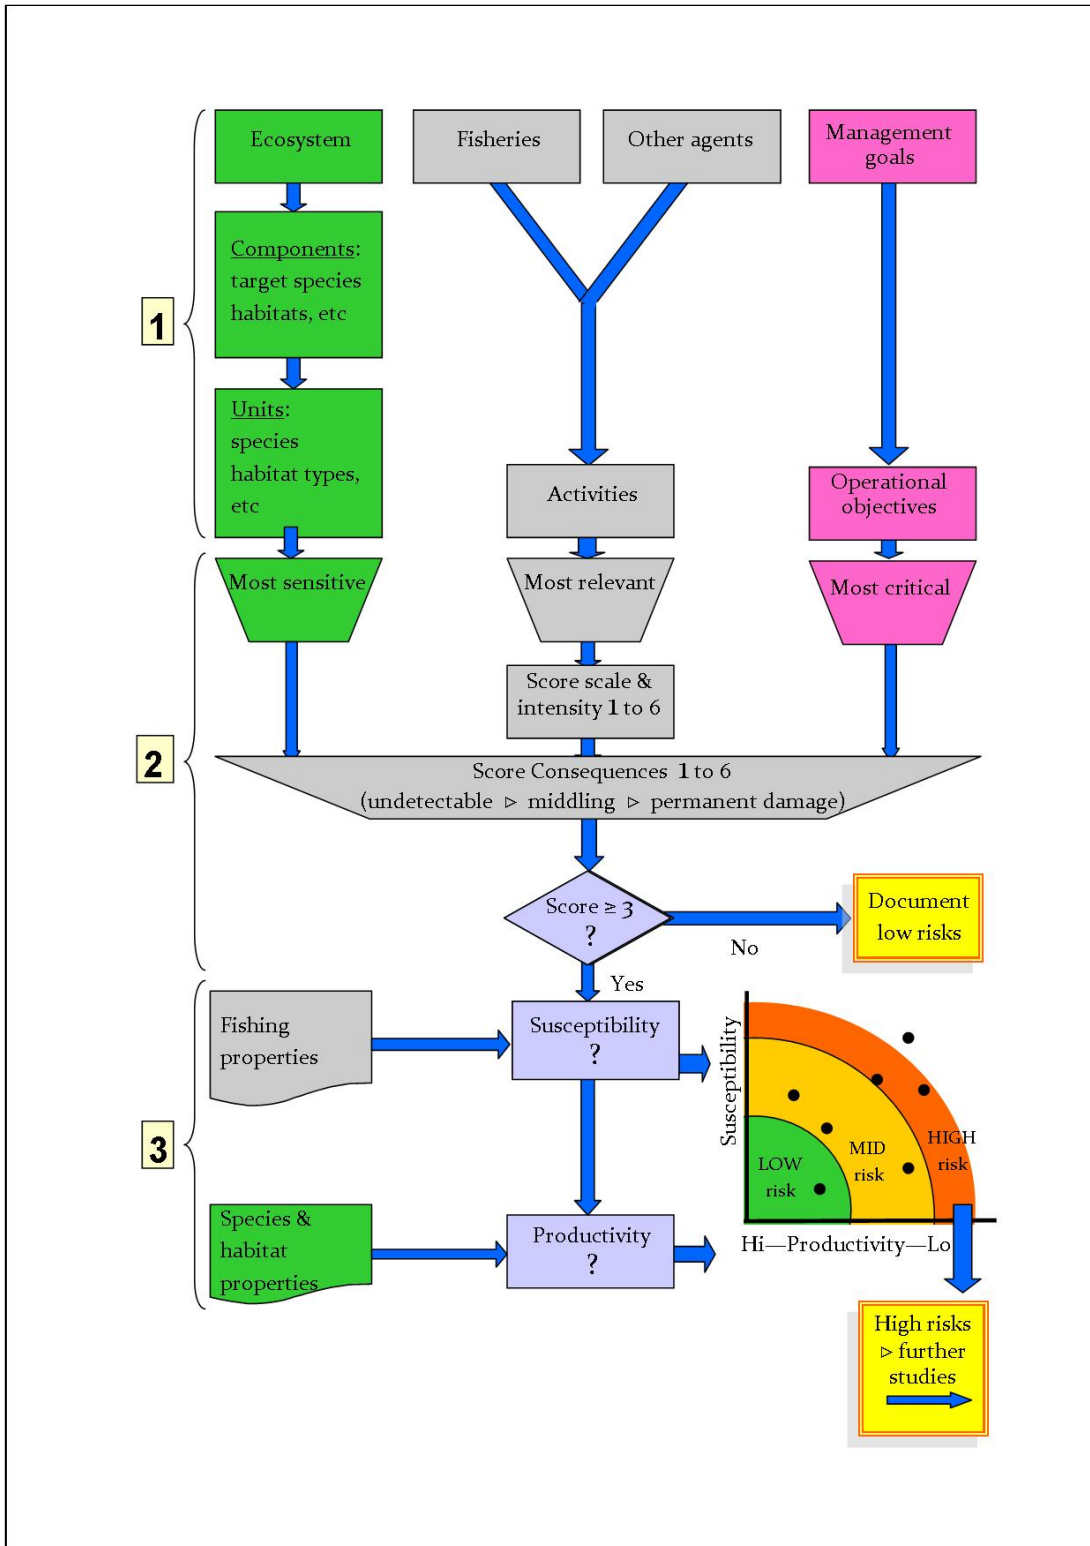 Ecosystem
Fisheries
Other agents
Management
goals
Components:
target species
habitats, etc
1
Units:
species
habitat types,
etc
Activities
Operational
objectives
Most sensitive
Most relevant
Most critical
Score scale &
intensity 1 to 6
2
Score Consequences 1 to 6
(undetectable ▹ middling ▹ permanent damage)
Score ≥ 3
?
No
Document
low risks
Yes
Fishing
properties
Susceptibility
?
Susceptibility
3
LOW
risk
MID
risk
HIGH
risk
Hi—Productivity—Lo
Species &
habitat
properties
Productivity
?
High risks
▹ further
studies